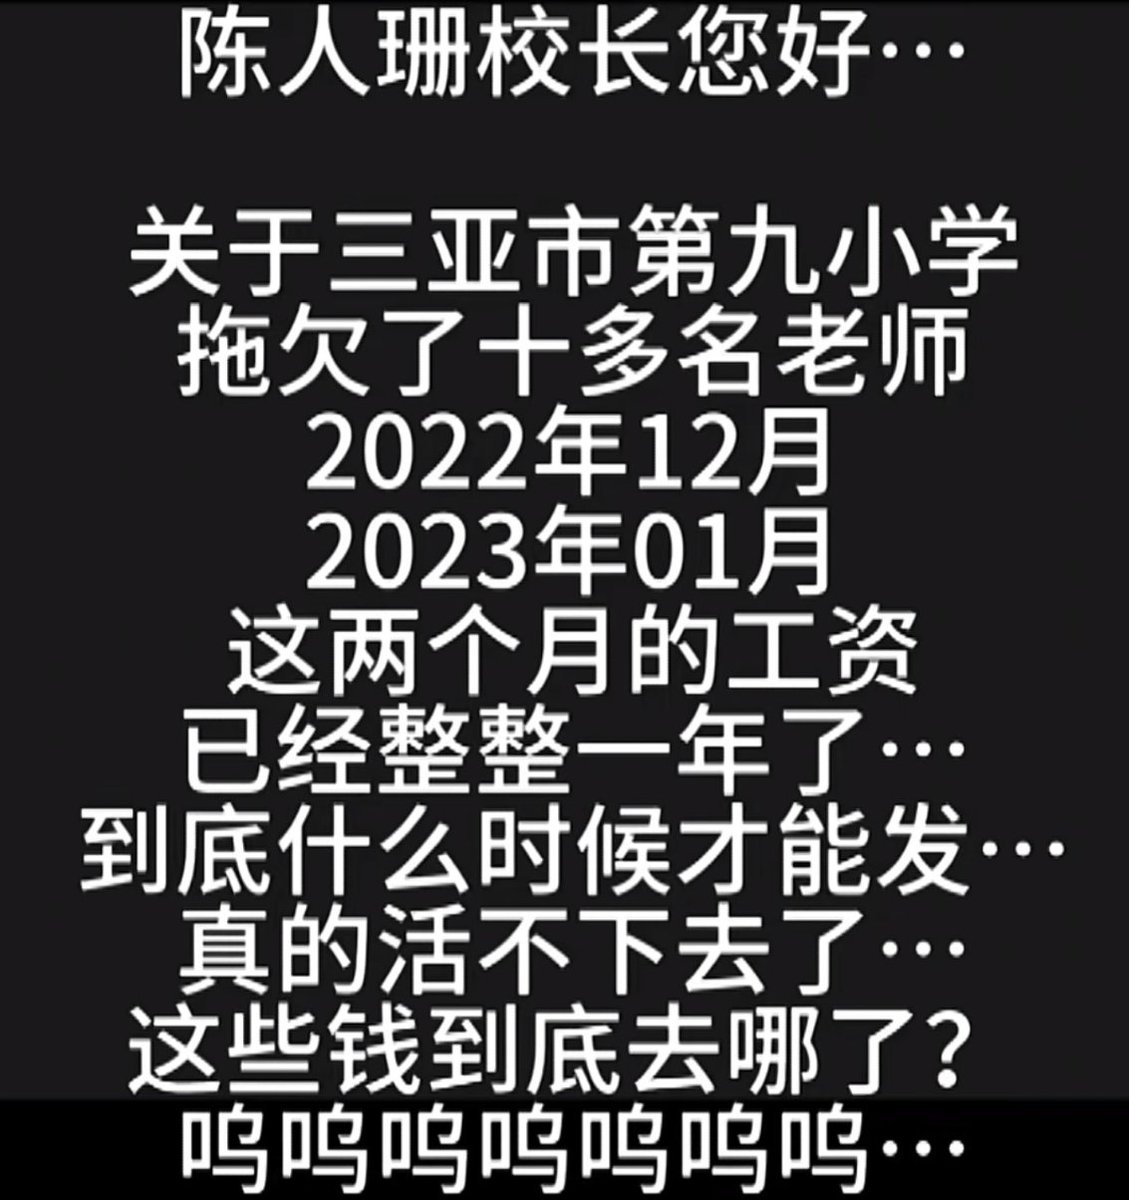 陈人珊校长您好…
关于三亚市第九小学
拖欠了十多名老师
2022年12月
2023年01月
这两个月的工资
已经整整一年了…
到底什么时候才能发…
真的活不下去了…
这些钱到底去哪了?
呜呜呜呜呜呜呜…